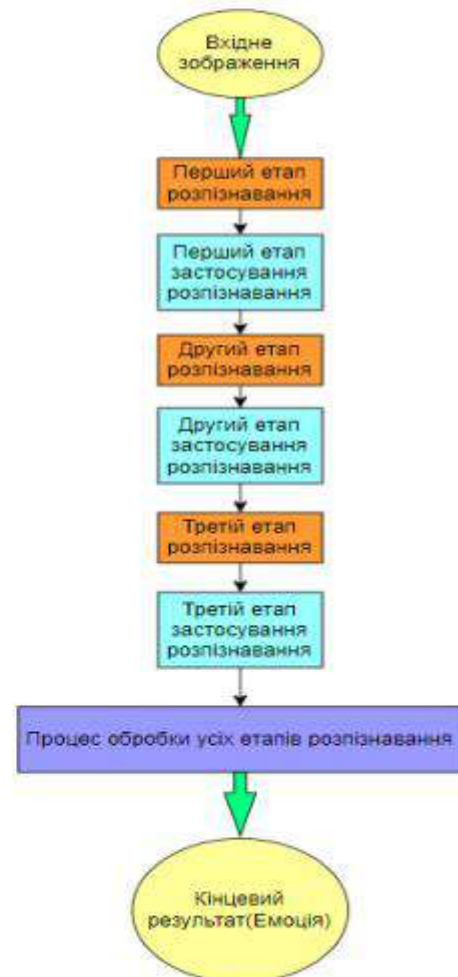 Вхідне
зображення
Перший етап
розпізнавання
Перший етап
застосування
розпізнавання
Другий етап
розпізнавання
Другий етап
застосування
розпізнавання
Третій етап
розпізнавання
Третій етап
застосування
розпізнавання
Процес обробки усіх етапів розпізнавання
Кінцевий
результат(Емоція)